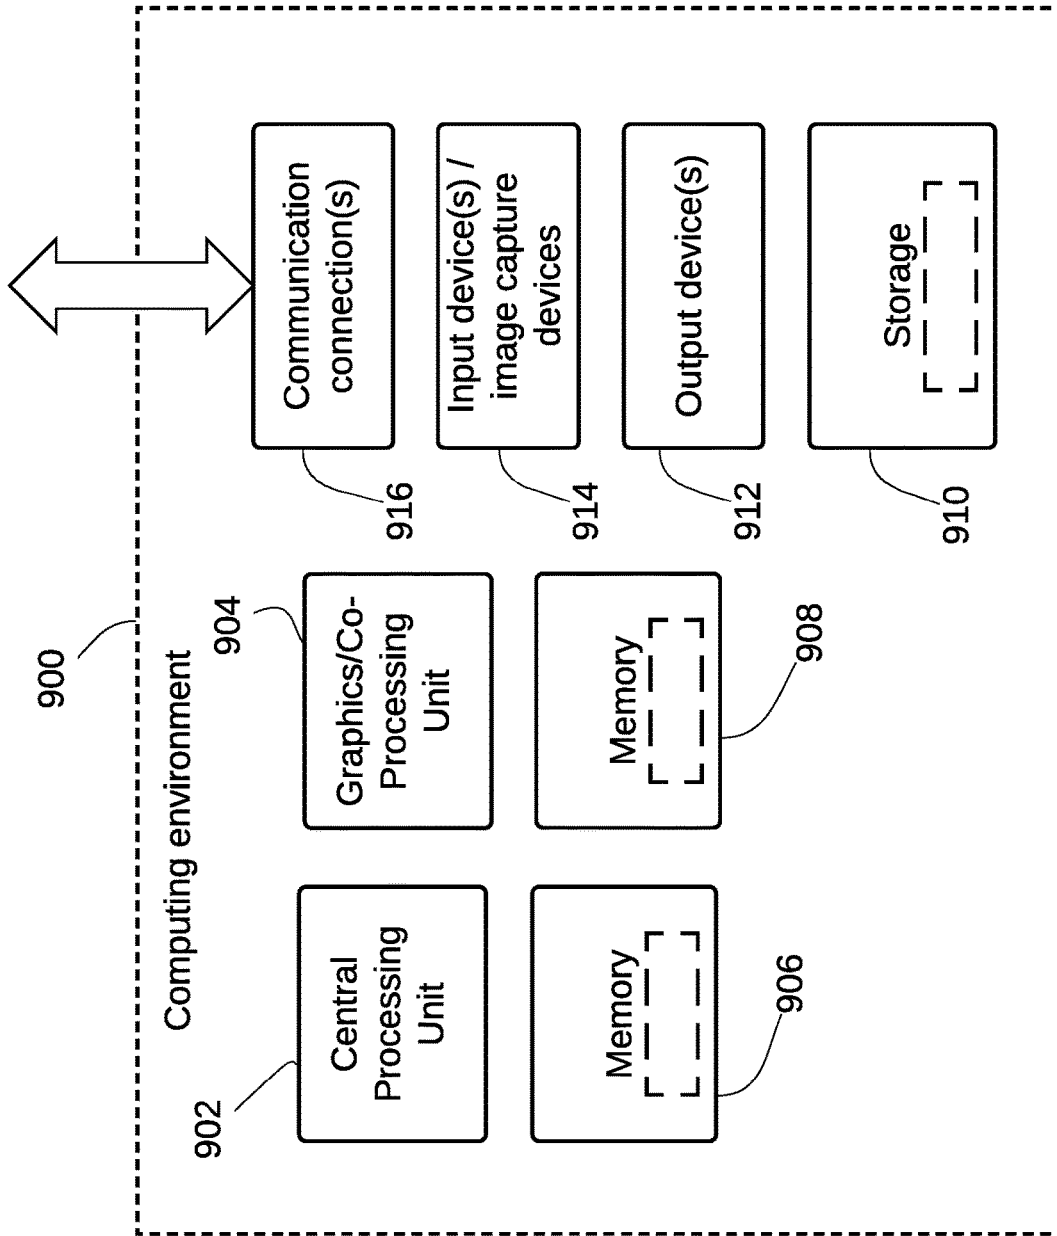 900
Computing environment
902
Central
Processing
Unit
904
Graphics/Co-
Processing
Unit
916
Communication
connection(s)
914
Input device(s) /
image capture
devices
Memory
906
Memory
908
912
Output device(s)
910
Storage